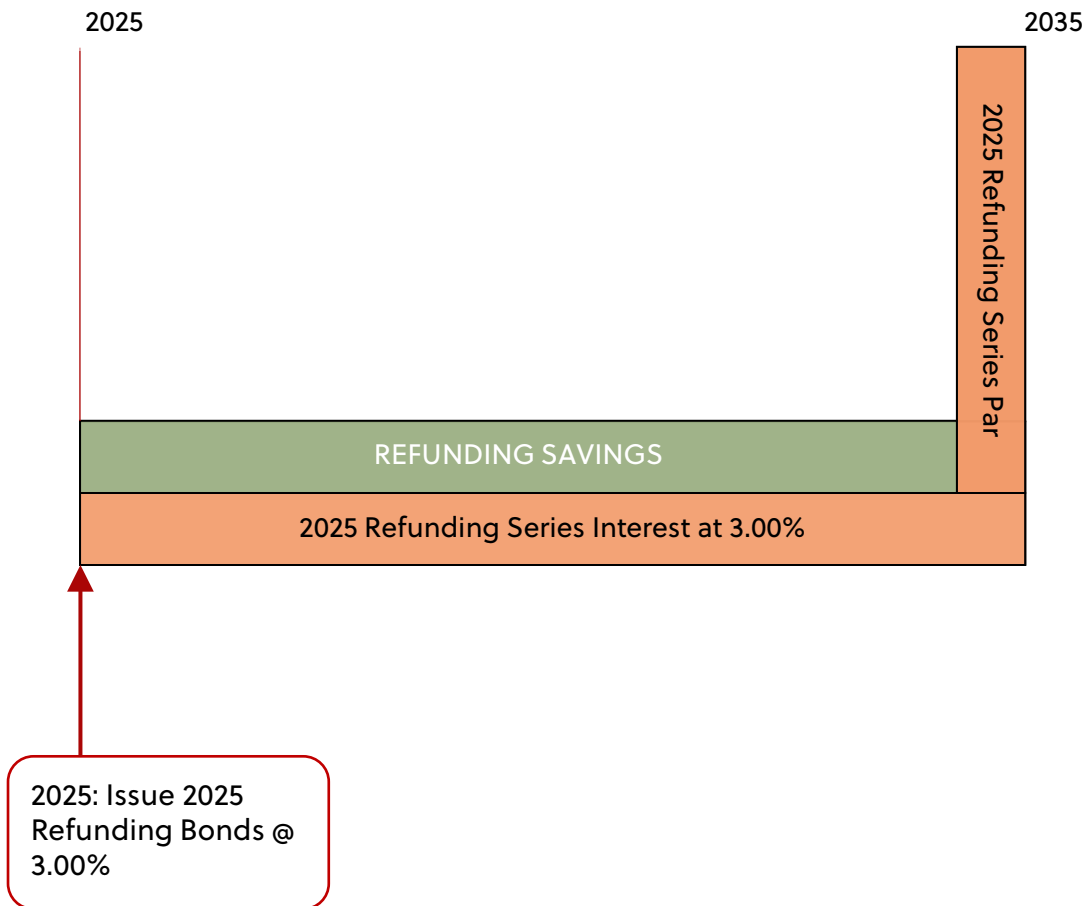 2025
2035
2025 Refunding Series Par
REFUNDING SAVINGS
2025 Refunding Series Interest at 3.00%
2025: Issue 2025
Refunding Bonds @
3.00%